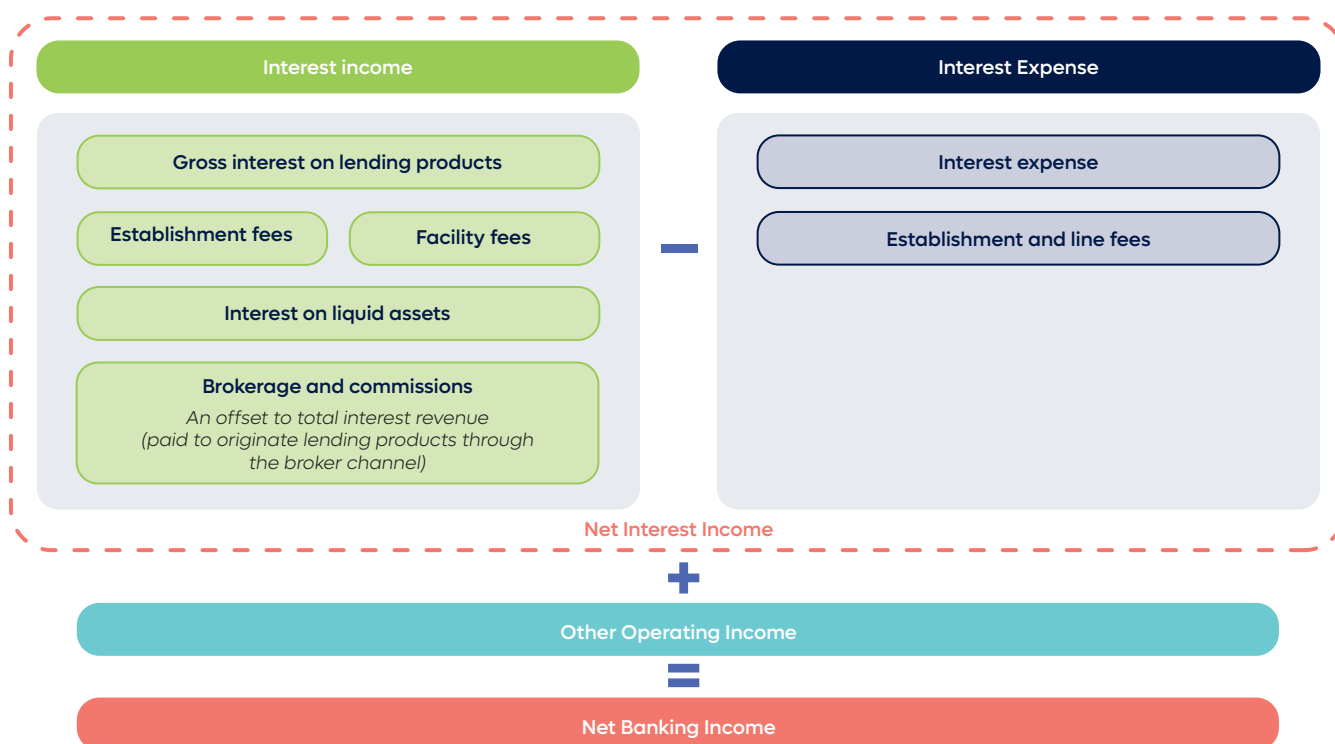 Interest income
Interest Expense
Gross interest on lending products
Interest expense
Establishment fees
Facility fees
Establishment and line fees
Interest on liquid assets
Brokerage and commissions
An offset to total interest revenue
(paid to originate lending products through
the broker channel)
Net Interest Income
Other Operating Income
Net Banking Income